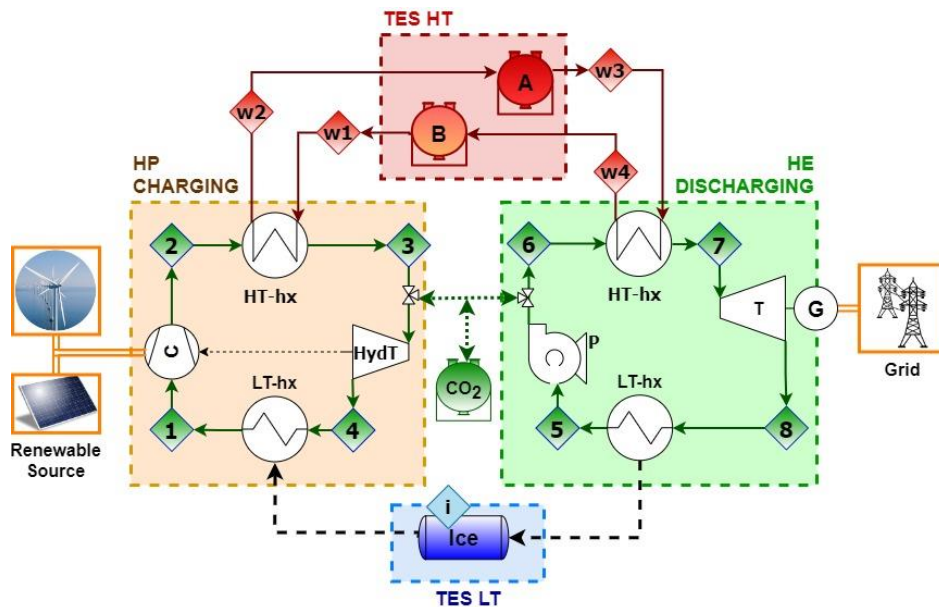 TES HT
A
w3
w2
w1
B
w4
HP
CHARGING
HE
DISCHARGING
2
3
6
7
HT-hx
HT-hx
T
G
C
HydT
P
CO2
Grid
LT-hx
LT-hx
1
4
5
8
Renewable
Source
i
Ice
TES LT